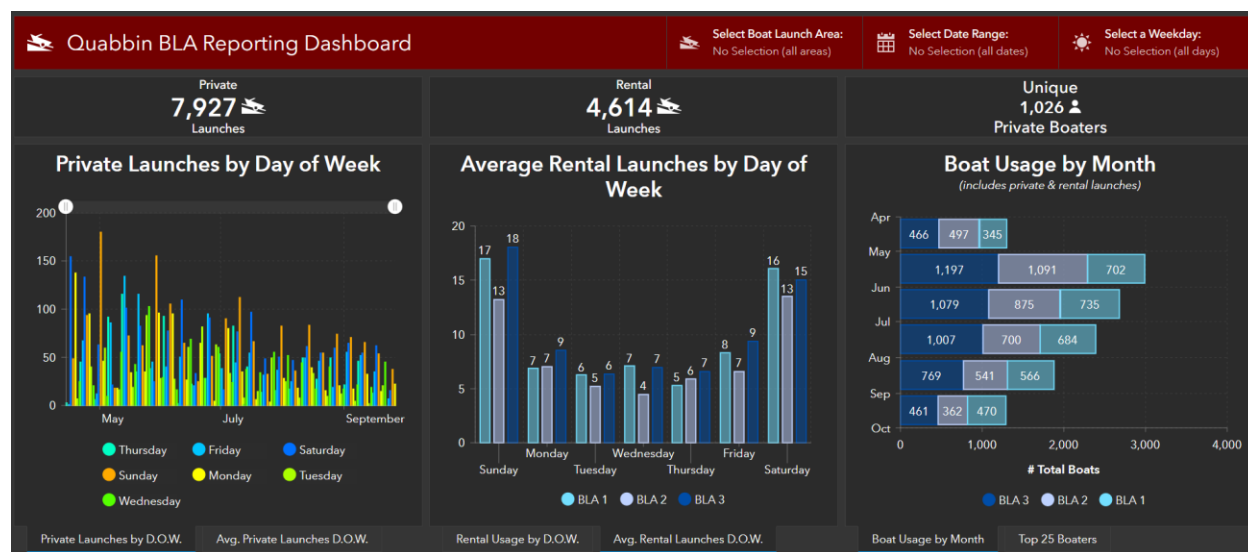 Quabbin BLA Reporting Dashboard
Select Boat Launch Area:
No Selection (all areas)
Select Date Range:
No Selection (all dates)
Select a Weekday:
No Selection (all days)
Private
7,927
Launches
Rental
4,614
Launches
Unique
1,026
Private Boaters
Private Launches by Day of Week
200
150
100
50
0
May
July
September
Thursday
Friday
Saturday
Sunday
Monday
Tuesday
Wednesday
Average Rental Launches by Day of
Week
20
15
10
5
0
17
13
18
7
7
9
6
5
6
7
4
7
5
6
7
8
7
9
16
13
15
Sunday
Monday
Tuesday
Wednesday
Thursday
Friday
Saturday
BLA 1
BLA 2
BLA 3
Boat Usage by Month
(includes private & rental launches)
Apr
466
497
345
May
1,197
1,091
702
Jun
1,079
875
735
Jul
1,007
700
684
Aug
769
541
566
Sep
461
362
470
Oct
0
1,000
2,000
3,000
4,000
# Total Boats
BLA 3
BLA 2
BLA 1
Private Launches by D.O.W.
Avg. Private Launches D.O.W.
Rental Usage by D.O.W.
Avg. Rental Launches D.O.W.
Boat Usage by Month
Top 25 Boaters